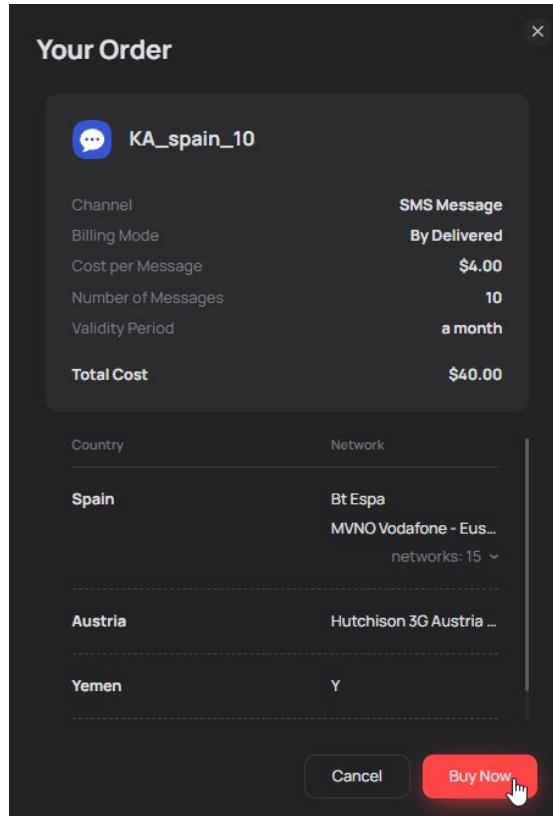 Your Order
KA_spain_10
Channel SMS Message
Billing Mode By Delivered
Cost per Message $4.00
Number of Messages 10
Validity Period a month
Total Cost $40.00
Country Network
Spain Bt Espa
MVNO Vodafone - Eus...
networks: 15
Austria Hutchison 3G Austria ...
Yemen Y
Cancel Buy Now